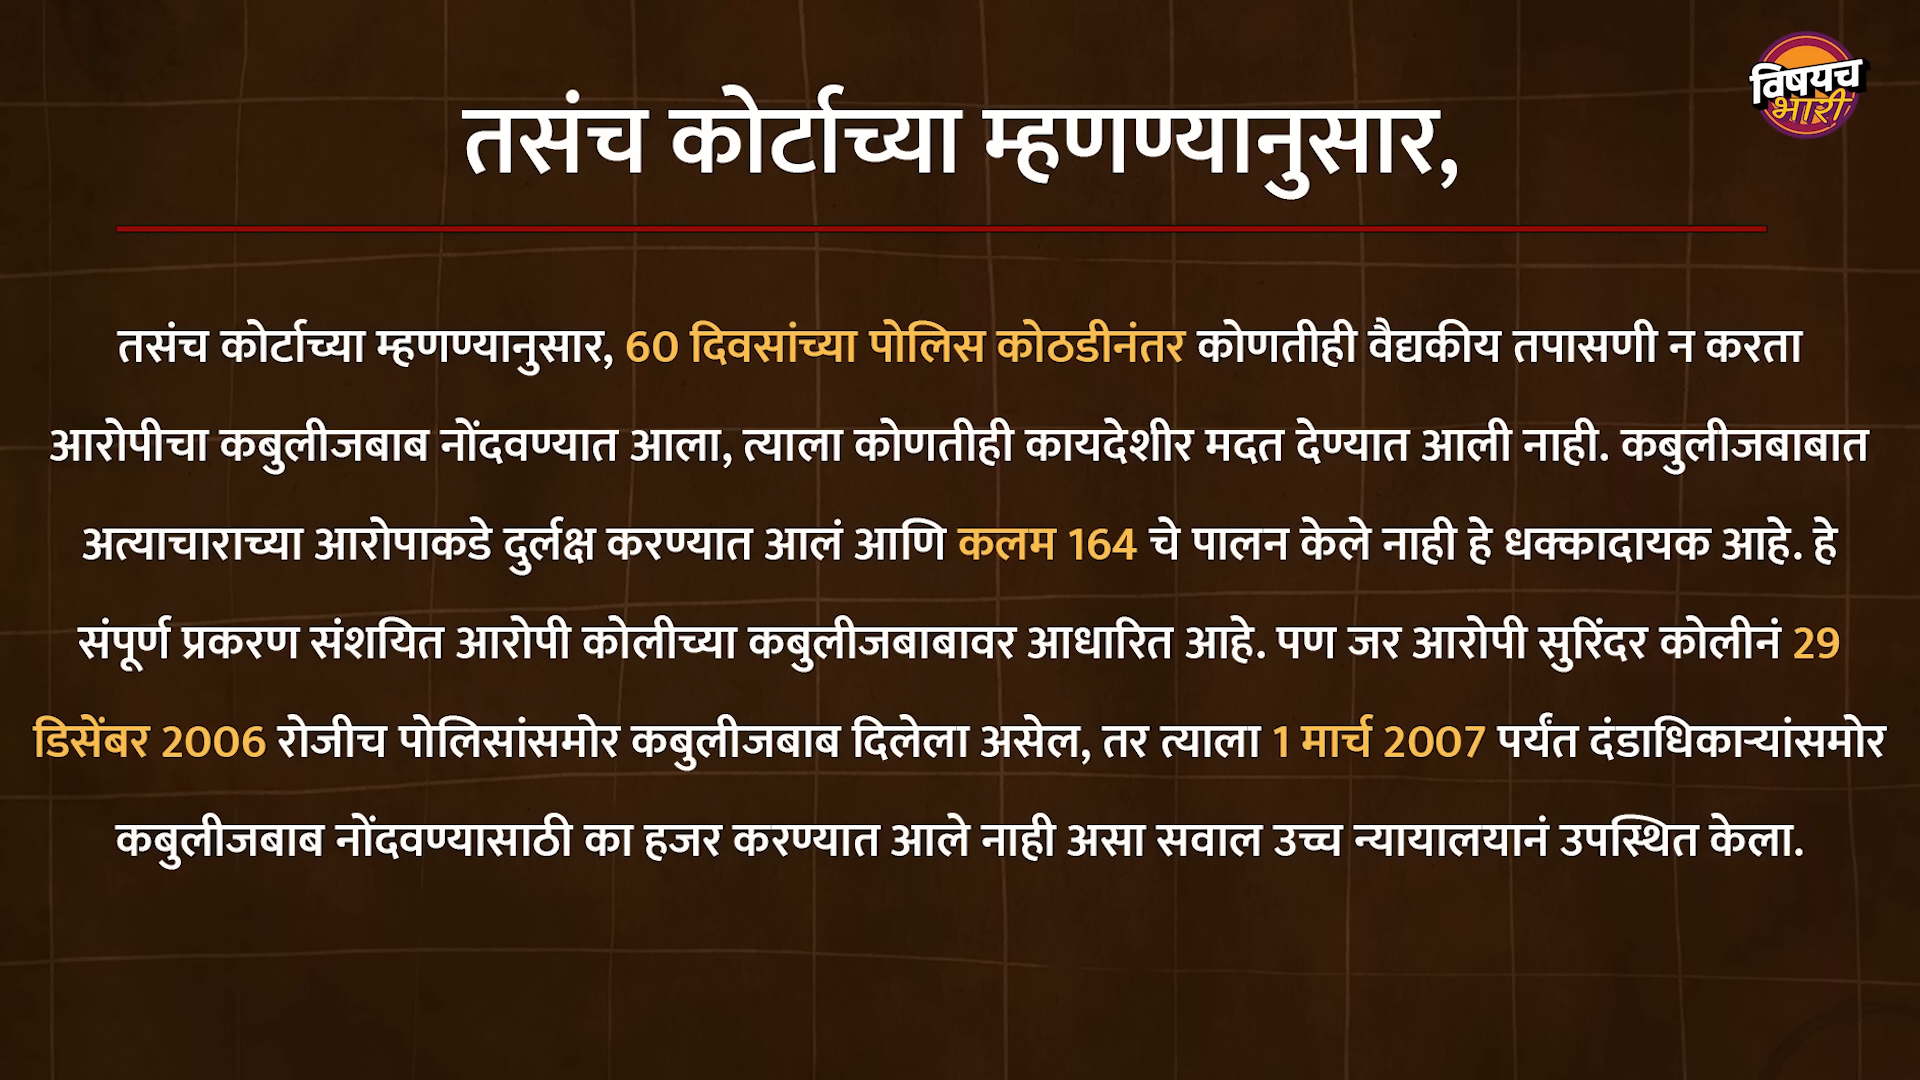 विषयच
भारी
तसंच कोर्टाच्या म्हणण्यानुसार,
तसंच कोर्टाच्या म्हणण्यानुसार, 60 दिवसांच्या पोलिस कोठडीनंतर कोणतीही वैद्यकीय तपासणी न करता
आरोपीचा कबुलीजबाब नोंदवण्यात आला, त्याला कोणतीही कायदेशीर मदत देण्यात आली नाही. कबुलीजबाबात
अत्याचाराच्या आरोपाकडे दुर्लक्ष करण्यात आलं आणि कलम 164 चे पालन केले नाही हे धक्कादायक आहे. हे
संपूर्ण प्रकरण संशयित आरोपी कोलीच्या कबुलीजबाबावर आधारित आहे. पण जर आरोपी सुरिंदर कोलीनं 29
डिसेंबर 2006 रोजीच पोलिसांसमोर कबुलीजबाब दिलेला असेल, तर त्याला 1 मार्च 2007 पर्यंत दंडाधिकाऱ्यांसमोर
कबुलीजबाब नोंदवण्यासाठी का हजर करण्यात आले नाही असा सवाल उच्च न्यायालयानं उपस्थित केला.